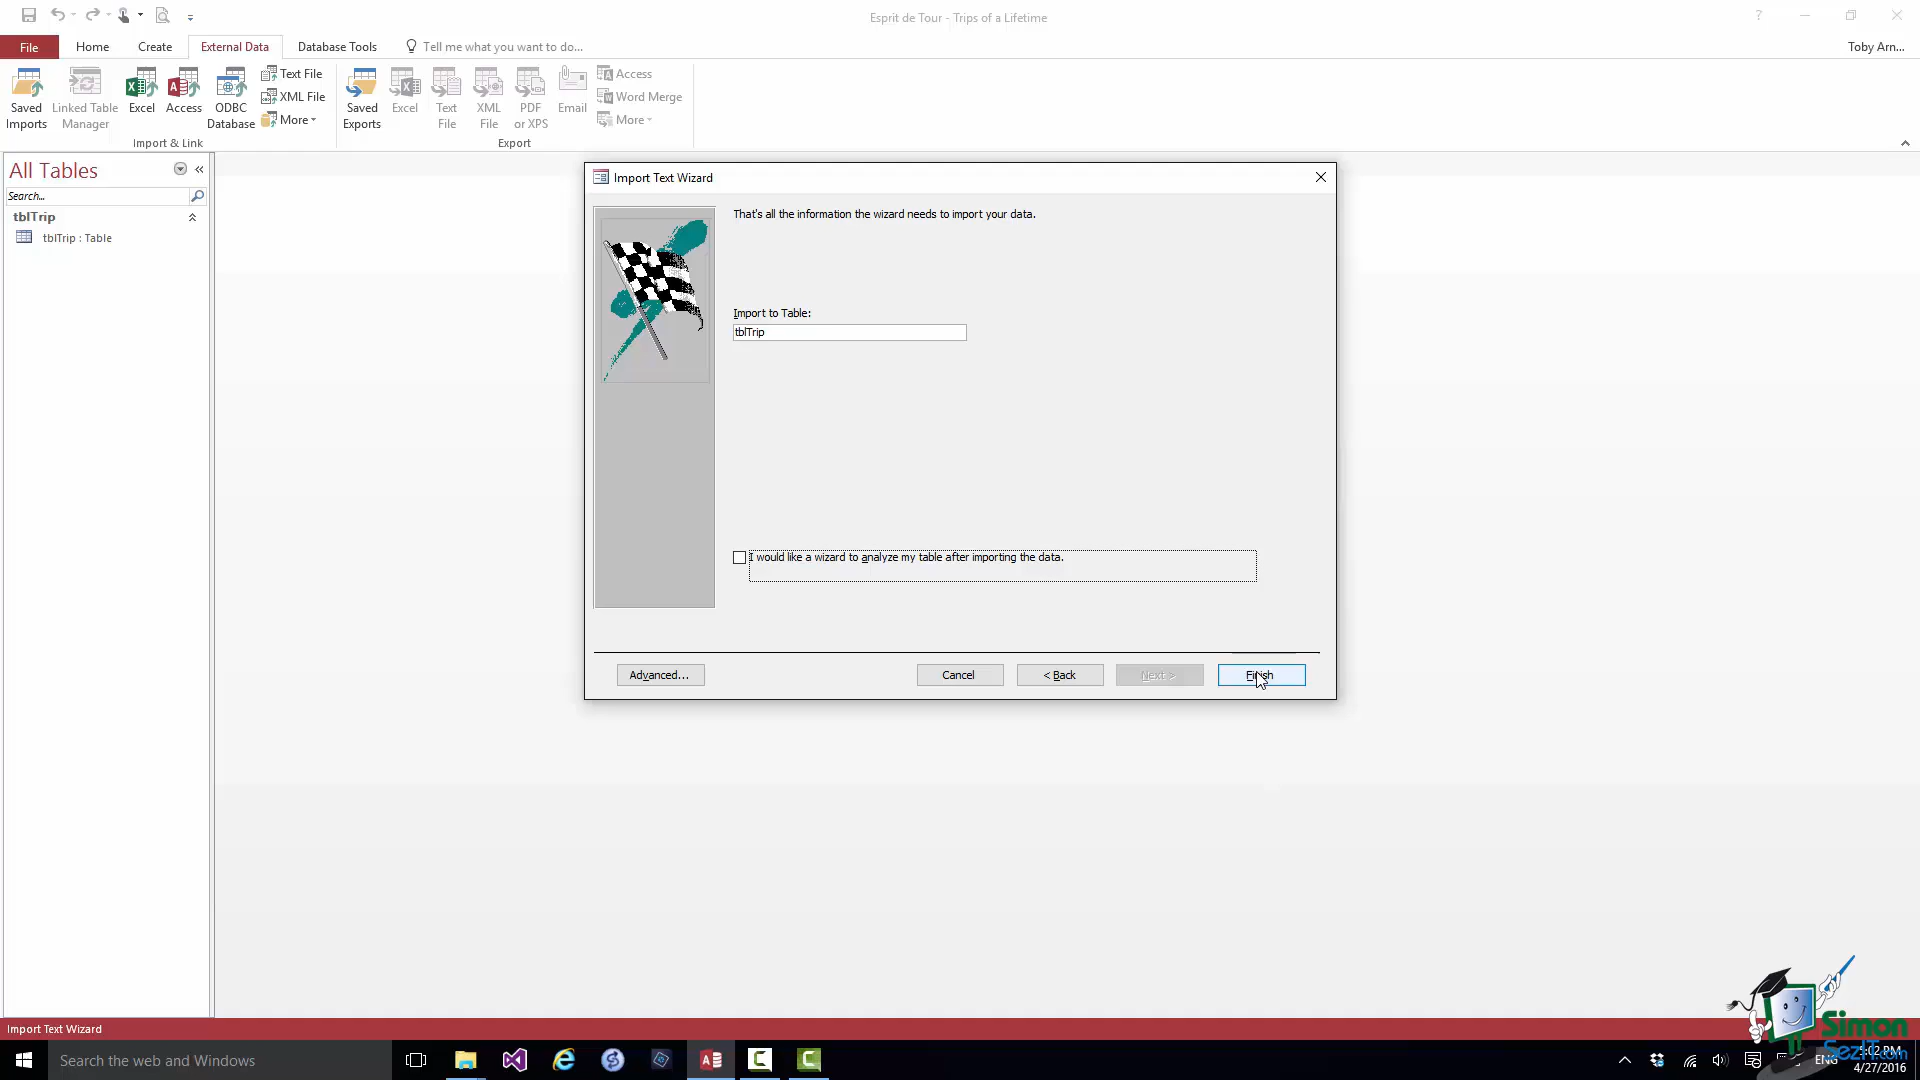 Esprit de Tour - Trips of a Lifetime
?
File
Home
Create
External Data
Database Tools
Tell me what you want to do...
Toby Arn...
Saved Imports
Linked Table Manager
Excel
Access
ODBC Database
Text File
XML File
More
Import & Link
Saved Exports
Excel
Text File
XML File
PDF or XPS
Email
Access
Word Merge
More
Export
All Tables
Search...
tblTrip
tblTrip : Table
Import Text Wizard
That's all the information the wizard needs to import your data.
Import to Table:
tblTrip
I would like a wizard to analyze my table after importing the data.
Advanced...
Cancel
< Back
Next >
Finish
Import Text Wizard
Search the web and Windows
ENG
4/27/2016
Simon
SezIT.com